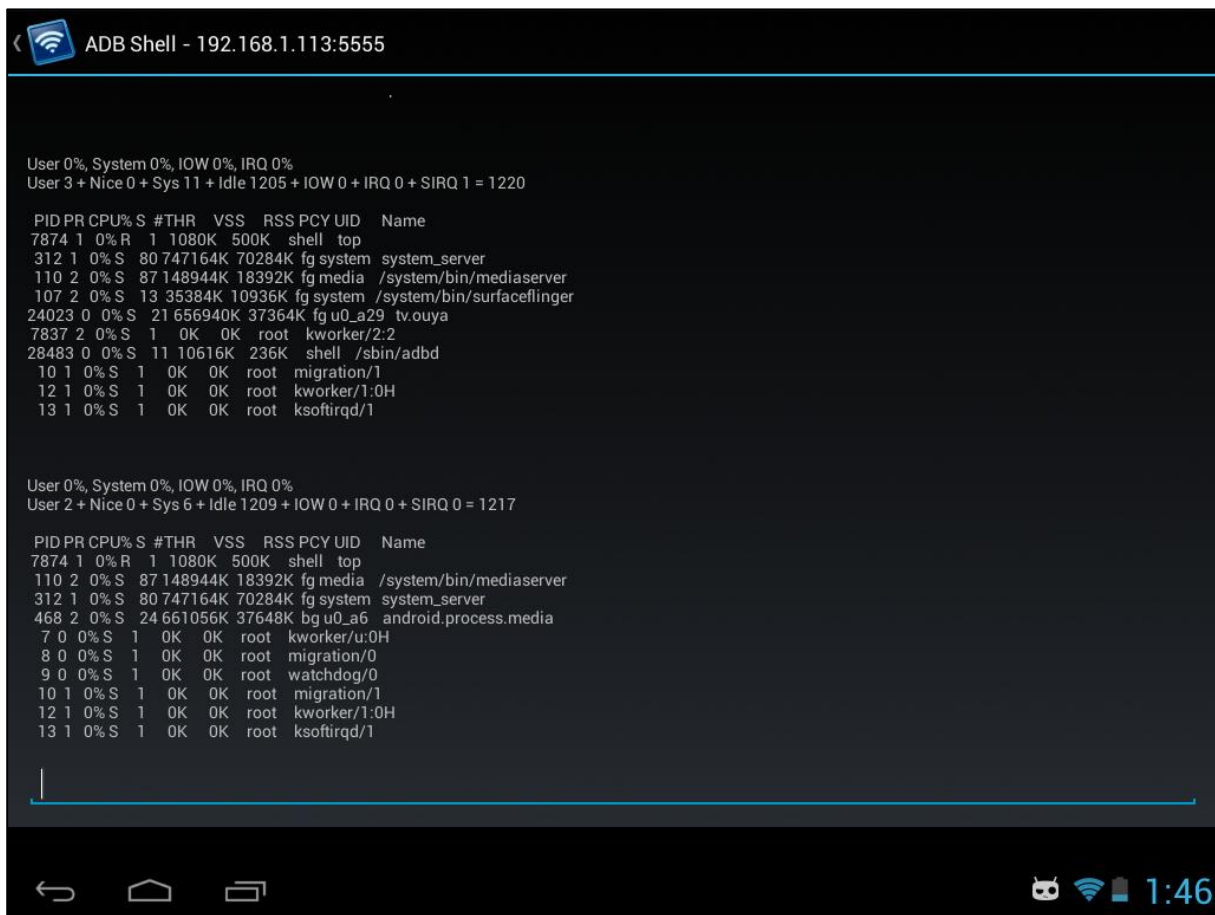 ADB Shell - 192.168.1.113:5555
User 0%, System 0%, IOW 0%, IRQ 0%
User 3 + Nice 0 + Sys 11 + Idle 1205 + IOW 0 + IRQ 0 + SIRQ 1 = 1220
PID PR CPU% S #THR VSS RSS PCY UID Name
7874 1 0% R 1 1080K 500K shell top
312 1 0% S 80 747164K 70284K fg system system_server
110 2 0% S 87 148944K 18392K fg media /system/bin/mediaserver
107 2 0% S 13 35384K 10936K fg system /system/bin/surfaceflinger
24023 0 0% S 21 656940K 37364K fg u0_a29 tv.ouya
7837 2 0% S 1 0K 0K root kworker/2:2
28483 0 0% S 11 10616K 236K shell /sbin/adbd
10 1 0% S 1 0K 0K root migration/1
12 1 0% S 1 0K 0K root kworker/1:0H
13 1 0% S 1 0K 0K root ksoftirqd/1
User 0%, System 0%, IOW 0%, IRQ 0%
User 2 + Nice 0 + Sys 6 + Idle 1209 + IOW 0 + IRQ 0 + SIRQ 0 = 1217
PID PR CPU% S #THR VSS RSS PCY UID Name
7874 1 0% R 1 1080K 500K shell top
110 2 0% S 87 148944K 18392K fg media /system/bin/mediaserver
312 1 0% S 80 747164K 70284K fg system system_server
468 2 0% S 24 661056K 37648K bg u0_a6 android.process.media
7 0 0% S 1 0K 0K root kworker/u:0H
8 0 0% S 1 0K 0K root migration/0
9 0 0% S 1 0K 0K root watchdog/0
10 1 0% S 1 0K 0K root migration/1
12 1 0% S 1 0K 0K root kworker/1:0H
13 1 0% S 1 0K 0K root ksoftirqd/1
1:46